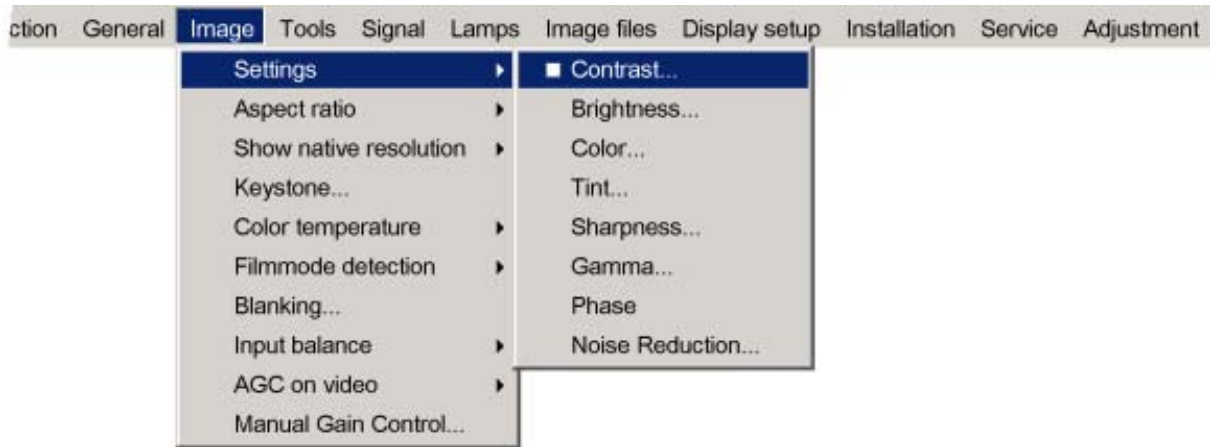 ction General Image Tools Signal Lamps Image files Display setup Installation Service Adjustment
Settings
Aspect ratio
Show native resolution
Keystone...
Color temperature
Filmmode detection
Blanking...
Input balance
AGC on video
Manual Gain Control...
Contrast...
Brightness...
Color...
Tint...
Sharpness...
Gamma...
Phase
Noise Reduction...